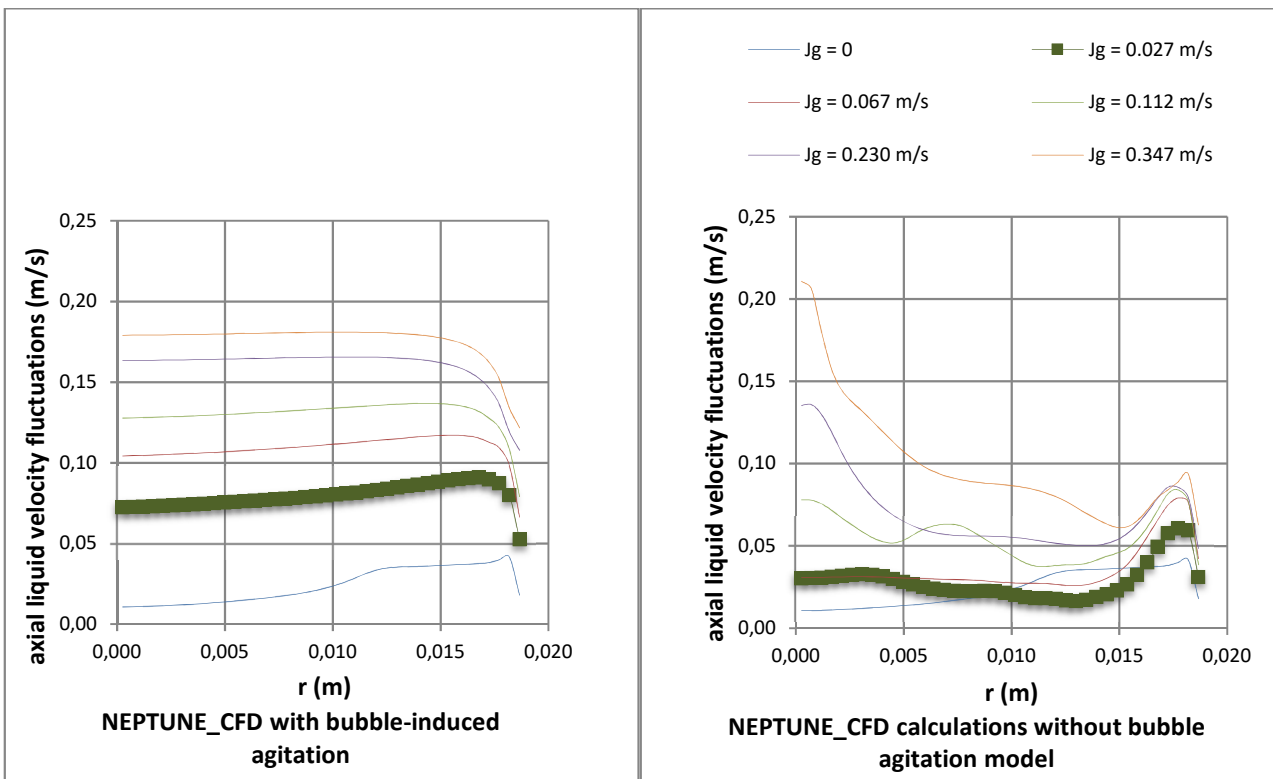 axial liquid velocity fluctuations (m/s)
0,25
0,20
0,15
0,10
0,05
0,00
0,000 0,005 0,010 0,015 0,020
r (m)
NEPTUNE_CFD with bubble-induced
agitation
Jg = 0 Jg = 0.027 m/s
Jg = 0.067 m/s Jg = 0.112 m/s
Jg = 0.230 m/s Jg = 0.347 m/s
axial liquid velocity fluctuations (m/s)
0,25
0,20
0,15
0,10
0,05
0,00
0,000 0,005 0,010 0,015 0,020
r (m)
NEPTUNE_CFD calculations without bubble
agitation model